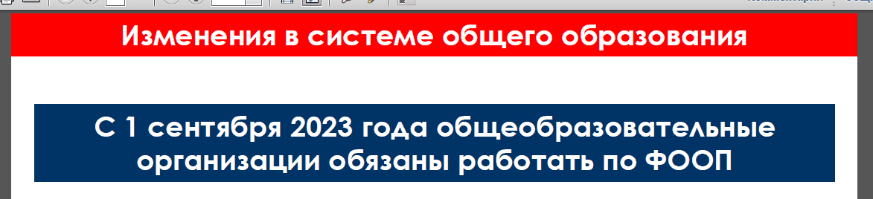 Изменения в системе общего образования
С 1 сентября 2023 года общеобразовательные
организации обязаны работать по ФООП